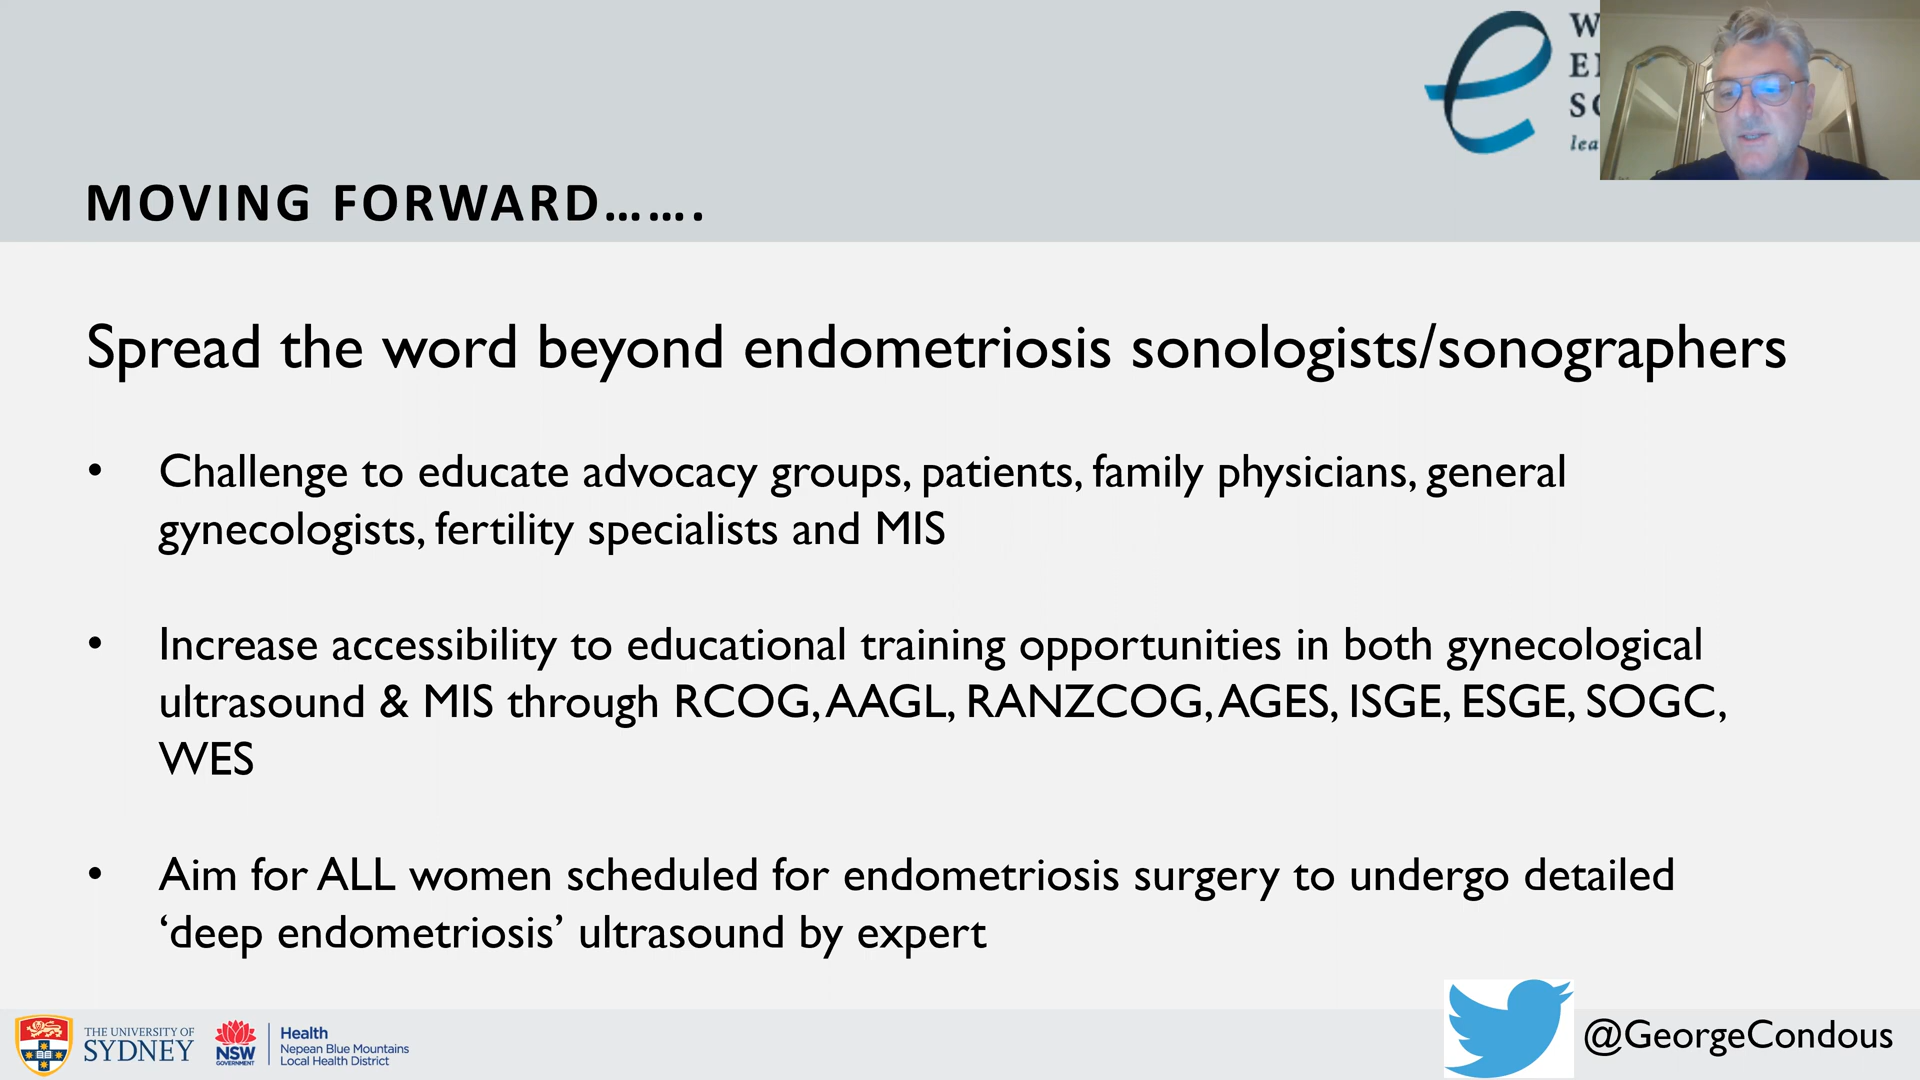 W
MOVING FORWARD…….
Spread the word beyond endometriosis sonologists/sonographers
• Challenge to educate advocacy groups, patients, family physicians, general
gynecologists, fertility specialists and MIS
• Increase accessibility to educational training opportunities in both gynecological
ultrasound & MIS through RCOG, AAGL, RANZCOG, AGES, ISGE, ESGE, SOGC,
WES
• Aim for ALL women scheduled for endometriosis surgery to undergo detailed
‘deep endometriosis’ ultrasound by expert
THE UNIVERSITY OF
SYDNEY
NSW
GOVERNMENT
Health
Nepean Blue Mountains
Local Health District
@GeorgeCondous